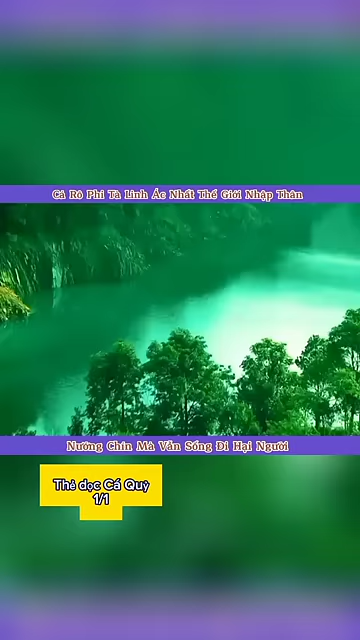 Cá Rô Phi Tà Linh Ác Nhất Thế Giới Nhập Thân
Nướng Chín Mà Vẫn Sống Đi Hại Người
Thẻ dọc Cá Quỷ
1/1